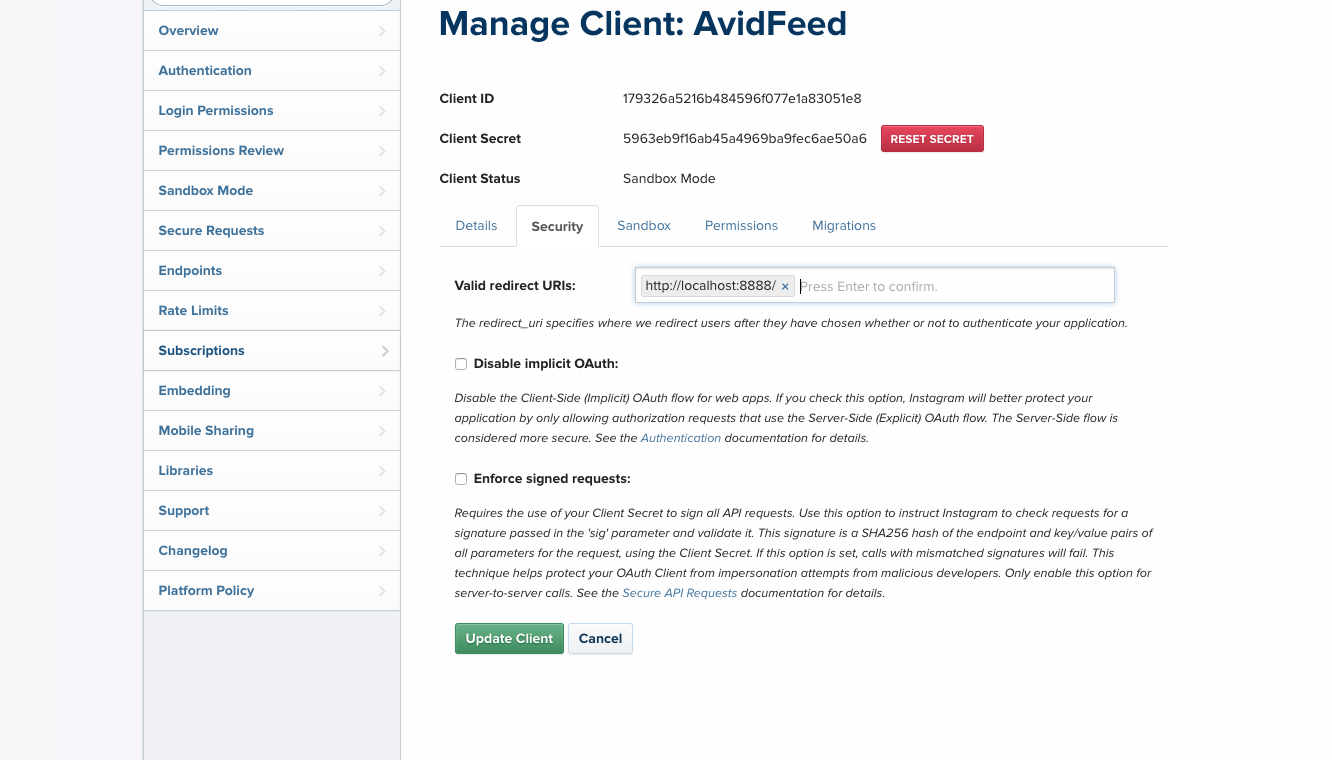 Manage Client: AvidFeed
Overview
Authentication
Login Permissions
Permissions Review
Sandbox Mode
Secure Requests
Endpoints
Rate Limits
Subscriptions
Embedding
Mobile Sharing
Libraries
Support
Changelog
Platform Policy
Client ID 179326a5216b484596f077e1a83051e8
Client Secret 5963eb9f16ab45a4969ba9fec6ae50a6 RESET SECRET
Client Status Sandbox Mode
Details Security Sandbox Permissions Migrations
Valid redirect URIs: http://localhost:8888/ × Press Enter to confirm.
The redirect_uri specifies where we redirect users after they have chosen whether or not to authenticate your application.
Disable implicit OAuth:
Disable the Client-Side (Implicit) OAuth flow for web apps. If you check this option, Instagram will better protect your
application by only allowing authorization requests that use the Server-Side (Explicit) OAuth flow. The Server-Side flow is
considered more secure. See the Authentication documentation for details.
Enforce signed requests:
Requires the use of your Client Secret to sign all API requests. Use this option to instruct Instagram to check requests for a
signature passed in the 'sig' parameter and validate it. This signature is a SHA256 hash of the endpoint and key/value pairs of
all parameters for the request, using the Client Secret. If this option is set, calls with mismatched signatures will fail. This
technique helps protect your OAuth Client from impersonation attempts from malicious developers. Only enable this option for
server-to-server calls. See the Secure API Requests documentation for details.
Update Client Cancel